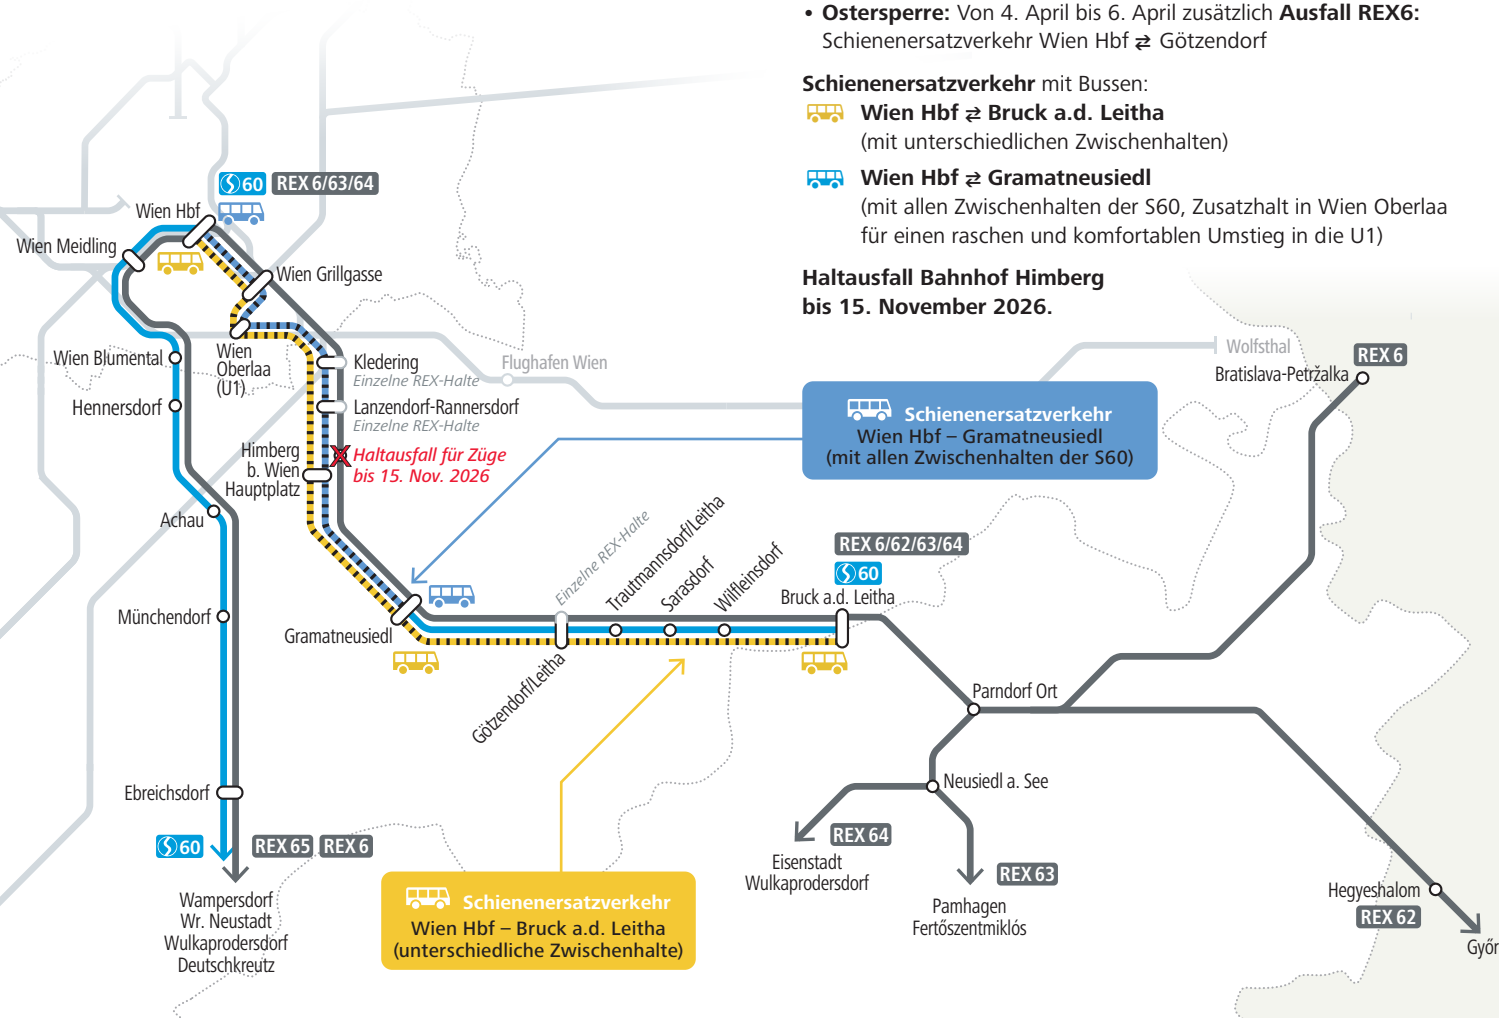 • Ostersperre: Von 4. April bis 6. April zusätzlich Ausfall REX6:
Schienenersatzverkehr Wien Hbf ⇄ Götzendorf
Schienenersatzverkehr mit Bussen:
Wien Hbf ⇄ Bruck a.d. Leitha
(mit unterschiedlichen Zwischenhalten)
Wien Hbf ⇄ Gramatneusiedl
(mit allen Zwischenhalten der S60, Zusatzhalt in Wien Oberlaa
für einen raschen und komfortablen Umstieg in die U1)
Haltausfall Bahnhof Himberg
bis 15. November 2026.
S 60 REX 6/63/64
Wien Hbf
Wien Meidling
Wien Grillgasse
Wien Blumental
Wien
Oberlaa
(U1)
Kledering
Einzelne REX-Halte
Flughafen Wien
Wolfsthal
REX 6
Bratislava-Petržalka
Hennersdorf
Lanzendorf-Rannersdorf
Einzelne REX-Halte
Schienenersatzverkehr
Wien Hbf – Gramatneusiedl
(mit allen Zwischenhalten der S60)
Himberg
b. Wien
Hauptplatz
Haltausfall für Züge
bis 15. Nov. 2026
Achau
Einzelne REX-Halte
Trautmannsdorf/Leitha
Sarasdorf
Wilfleinsdorf
REX 6/62/63/64
S 60
Bruck a.d. Leitha
Münchendorf
Gramatneusiedl
Götzendorf/Leitha
Parndorf Ort
Neusiedl a. See
Ebreichsdorf
S 60
REX 65 REX 6
REX 64
Eisenstadt
Wulkaprodersdorf
REX 63
Pamhagen
Fertőszentmiklós
Hegyeshalom
REX 62
Győr
Wampersdorf
Wr. Neustadt
Wulkaprodersdorf
Deutschkreutz
Schienenersatzverkehr
Wien Hbf – Bruck a.d. Leitha
(unterschiedliche Zwischenhalte)